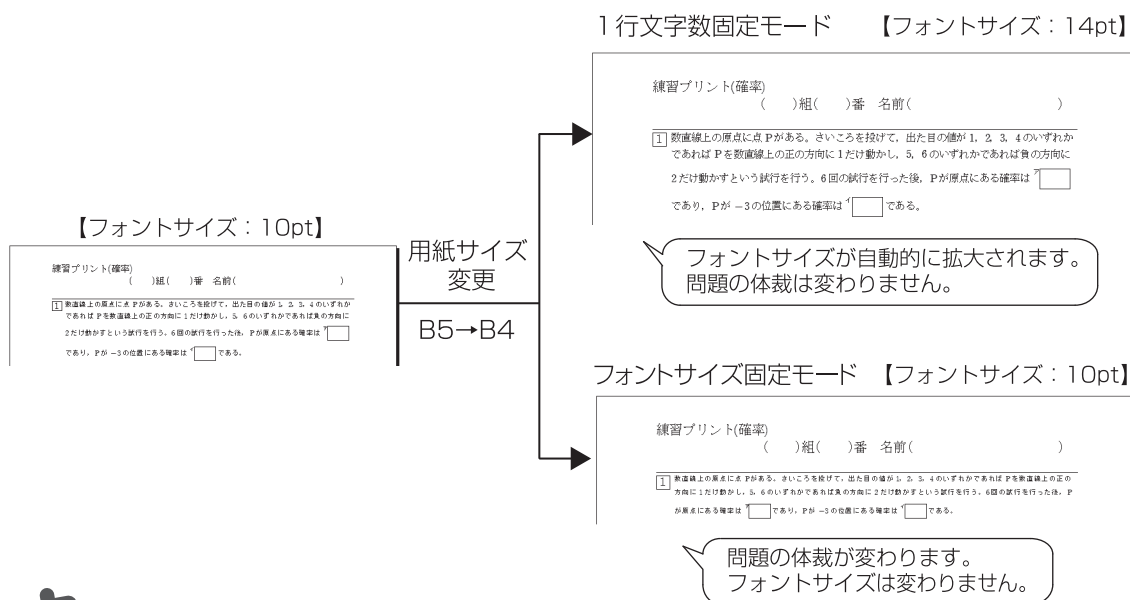 【フォントサイズ：10pt】
練習プリント(確率)
(　　)組(　　)番　名前(　　　　　　　　　　)
1 数直線上の原点に点 Pがある。さいころを投げて，出た目の値が 1，2，3，4のいずれか
であれば Pを数直線上の正の方向に 1だけ動かし，5，6のいずれかであれば負の方向に
2だけ動かすという試行を行う。6回の試行を行った後，Pが原点にある確率は ア
であり，Pが −3の位置にある確率は イ である。
用紙サイズ
変更
B5→B4
1行文字数固定モード　【フォントサイズ：14pt】
練習プリント(確率)
(　　)組(　　)番　名前(　　　　　　　　　　)
1 数直線上の原点に点 Pがある。さいころを投げて，出た目の値が 1，2，3，4のいずれか
であれば Pを数直線上の正の方向に 1だけ動かし，5，6のいずれかであれば負の方向に
2だけ動かすという試行を行う。6回の試行を行った後，Pが原点にある確率は ア
であり，Pが −3の位置にある確率は イ である。
フォントサイズが自動的に拡大されます。
問題の体裁は変わりません。
フォントサイズ固定モード　【フォントサイズ：10pt】
練習プリント(確率)
(　　)組(　　)番　名前(　　　　　　　　　　)
1 数直線上の原点に点 Pがある。さいころを投げて，出た目の値が 1，2，3，4のいずれかであれば Pを数直線上の正の
方向に 1だけ動かし，5，6のいずれかであれば負の方向に 2だけ動かすという試行を行う。6回の試行を行った後，P
が原点にある確率は ア であり，Pが −3の位置にある確率は イ である。
問題の体裁が変わります。
フォントサイズは変わりません。